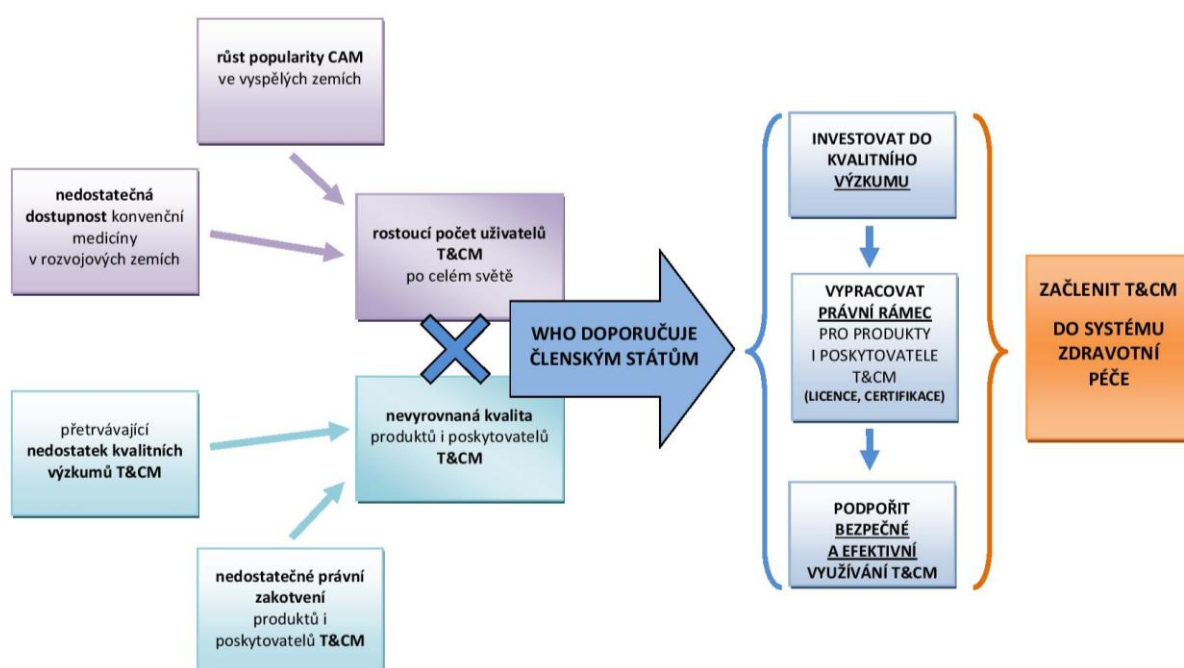 růst popularity CAM
ve vyspělých zemích
nedostatečná
dostupnost konvenční
medicíny
v rozvojových zemích
rostoucí počet uživatelů
T&CM
po celém světě
přetrvávající
nedostatek kvalitních
výzkumů T&CM
nevyrovnaná kvalita
produktů i poskytovatelů
T&CM
nedostatečné právní
zakotvení
produktů i
poskytovatelů T&CM
WHO DOPORUČUJE
ČLENSKÝM STÁTŮM
INVESTOVAT DO
KVALITNÍHO
VÝZKUMU
VYPRACOVAT
PRÁVNÍ RÁMEC
PRO PRODUKTY
I POSKYTOVATELE
T&CM
(LICENCE, CERTIFIKACE)
PODPOŘIT
BEZPEČNÉ
A EFEKTIVNÍ
VYUŽÍVÁNÍ T&CM
ZAČLENIT T&CM
DO SYSTÉMU
ZDRAVOTNÍ
PÉČE